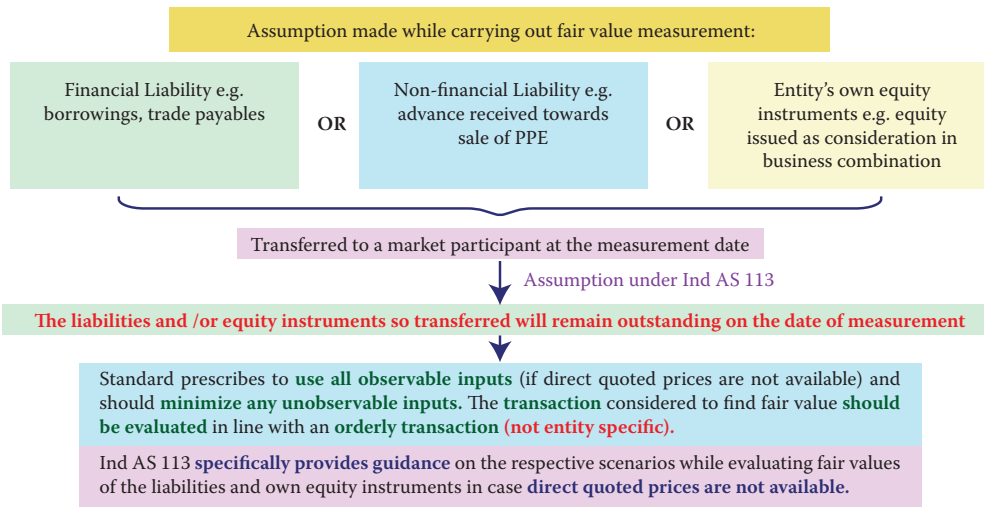 Assumption made while carrying out fair value measurement:
Financial Liability e.g.
borrowings, trade payables
OR
Non-financial Liability e.g.
advance received towards
sale of PPE
OR
Entity's own equity
instruments e.g. equity
issued as consideration in
business combination
Transferred to a market participant at the measurement date
Assumption under Ind AS 113
The liabilities and /or equity instruments so transferred will remain outstanding on the date of measurement
Standard prescribes to use all observable inputs (if direct quoted prices are not available) and
should minimize any unobservable inputs. The transaction considered to find fair value should
be evaluated in line with an orderly transaction (not entity specific).
Ind AS 113 specifically provides guidance on the respective scenarios while evaluating fair values
of the liabilities and own equity instruments in case direct quoted prices are not available.